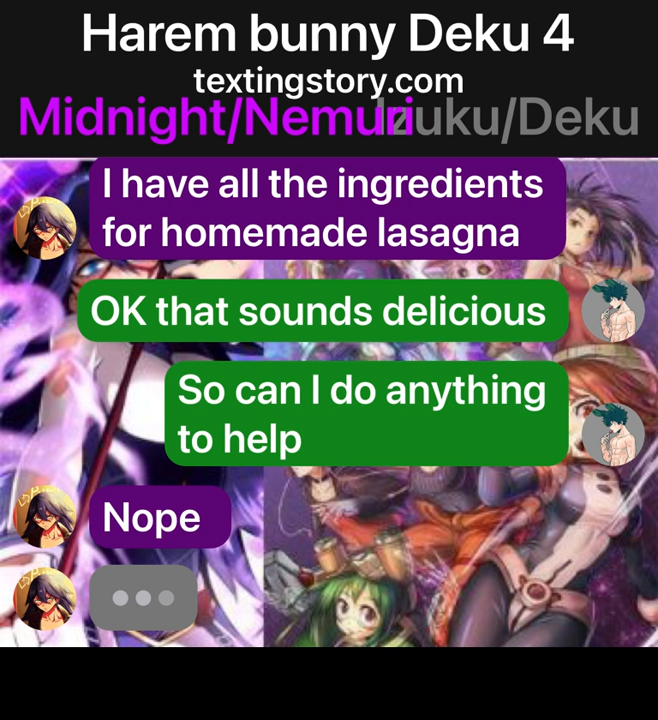 Harem bunny Deku 4
textingstory.com
Midnight/Nemuri Izuku/Deku
I have all the ingredients
for homemade lasagna
OK that sounds delicious
So can I do anything
to help
Nope